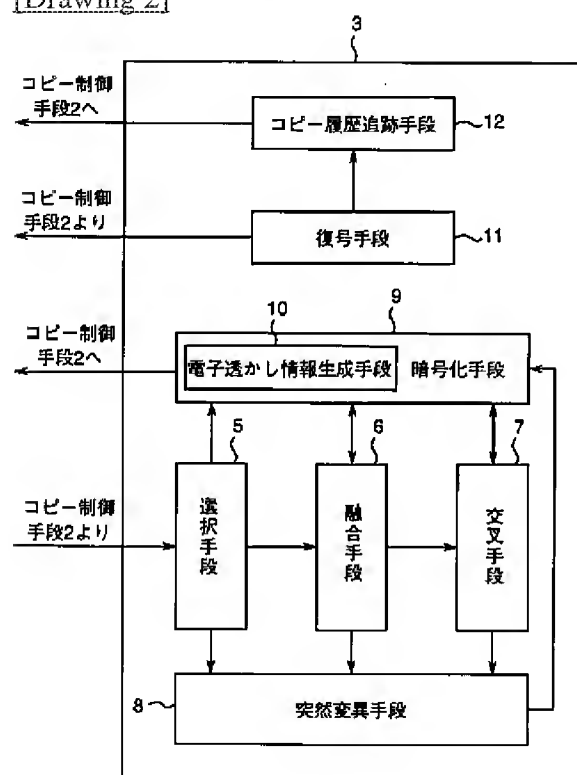 [Drawing 2]
3
コピー制御
手段2へ
コピー履歴追跡手段
12
コピー制御
手段2より
復号手段
11
10
9
コピー制御
手段2へ
電子透かし情報生成手段
暗号化手段
5
6
7
コピー制御
手段2より
選択手段
融合手段
交叉手段
8
突然変異手段